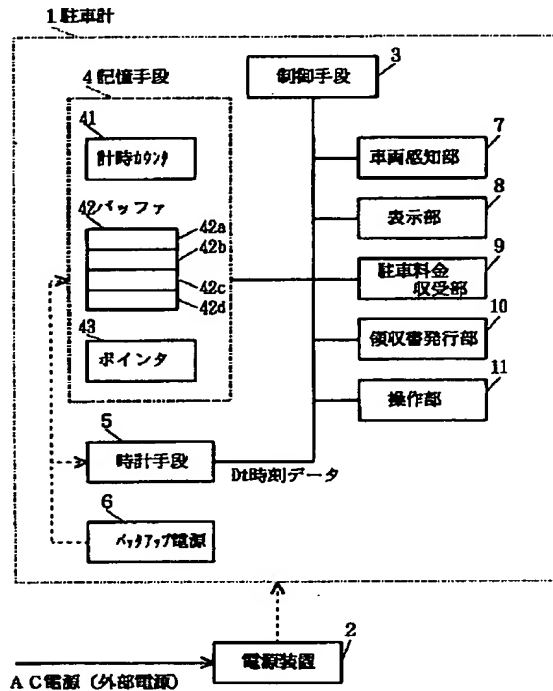 1 駐車計
3
4 記憶手段
制御手段
41
計時カウンタ
7
車両感知部
42 バッファ
42a
42b
42c
42d
8
表示部
9
駐車料金
収受部
43
ポインタ
10
領収書発行部
11
操作部
5
時計手段
Dt時刻データ
6
バックアップ電源
2
電源装置
AC電源 (外部電源)